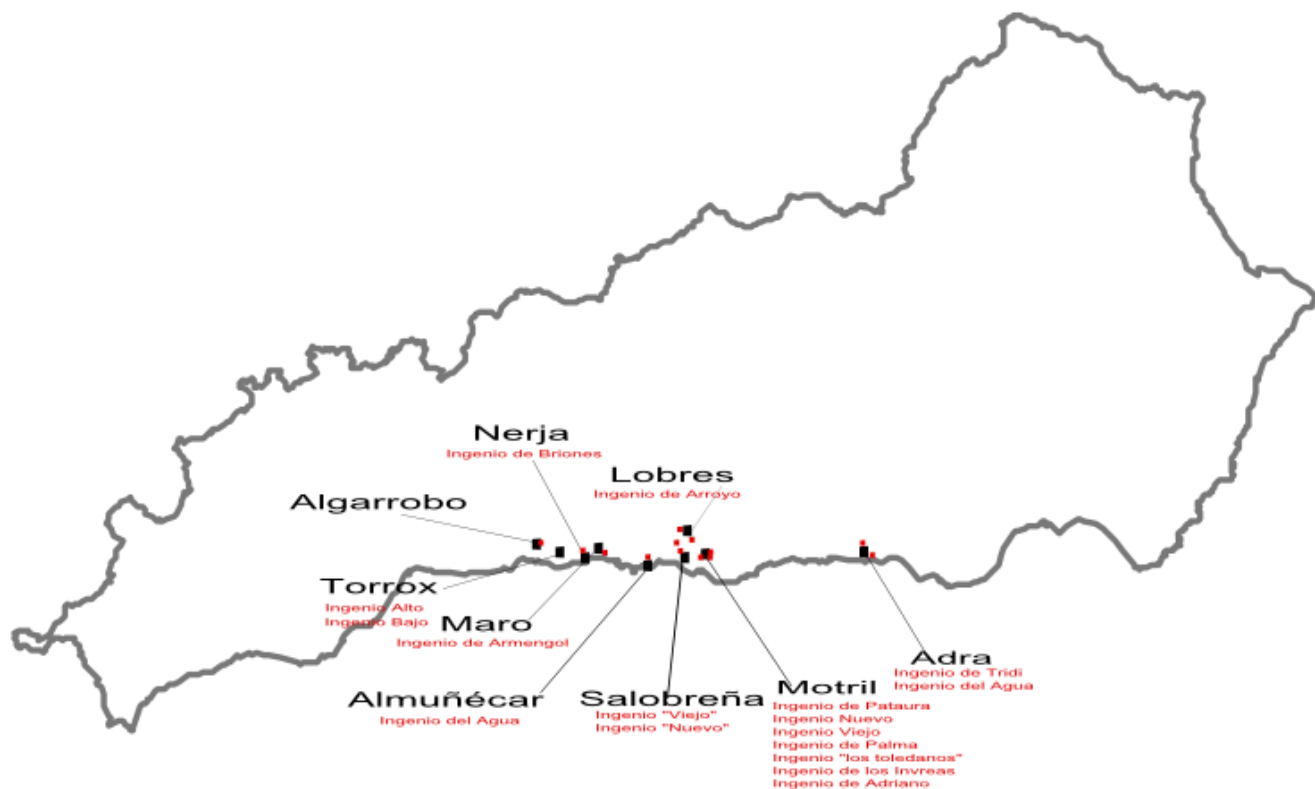 Nerja
Ingenio de Briones
Lobres
Ingenio de Arroyo
Algarrobo
Torrox
Ingenio Alto
Ingenio Bajo
Maro
Ingenio de Armengol
Almuñécar
Ingenio del Agua
Salobreña
Ingenio "Viejo"
Ingenio "Nuevo"
Motril
Ingenio de Pataura
Ingenio Nuevo
Ingenio Viejo
Ingenio de Palma
Ingenio "los toledanos"
Ingenio de los Invreas
Ingenio de Adriano
Adra
Ingenio de Tridi
Ingenio del Agua